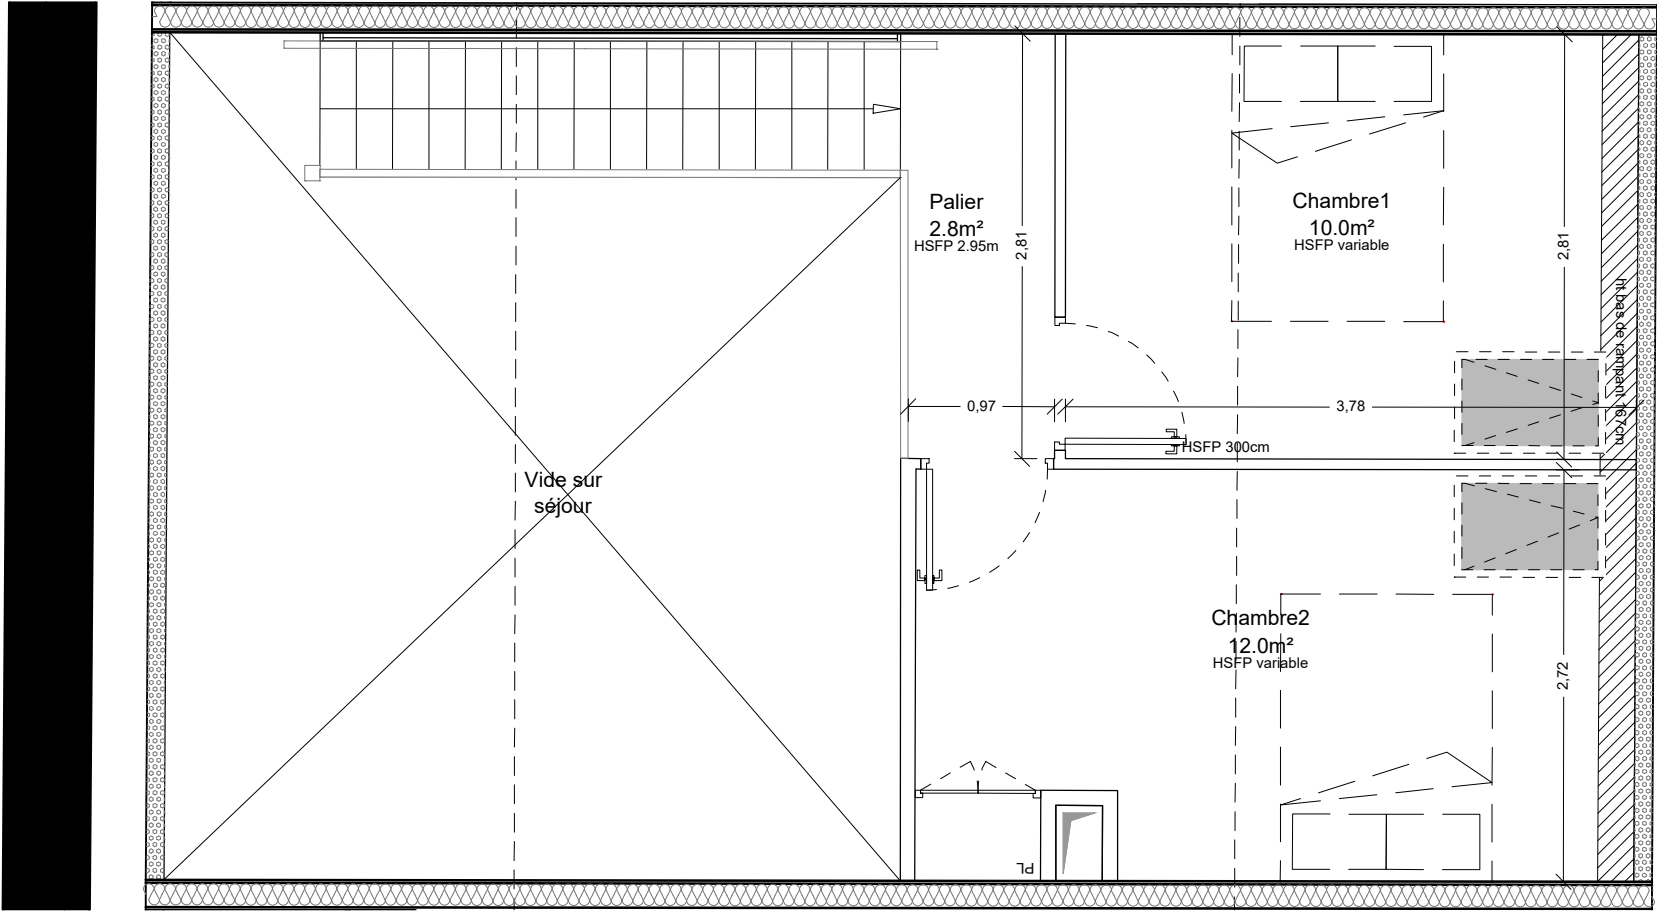 Palier
2.8m²
HSFP 2.95m
2,81
Chambre1
10.0m²
HSFP variable
2,81
ht bas de rampant 167cm
0,97
3,78
HSFP 300cm
Vide sur
séjour
Chambre2
12.0m²
HSFP variable
2,72
PL